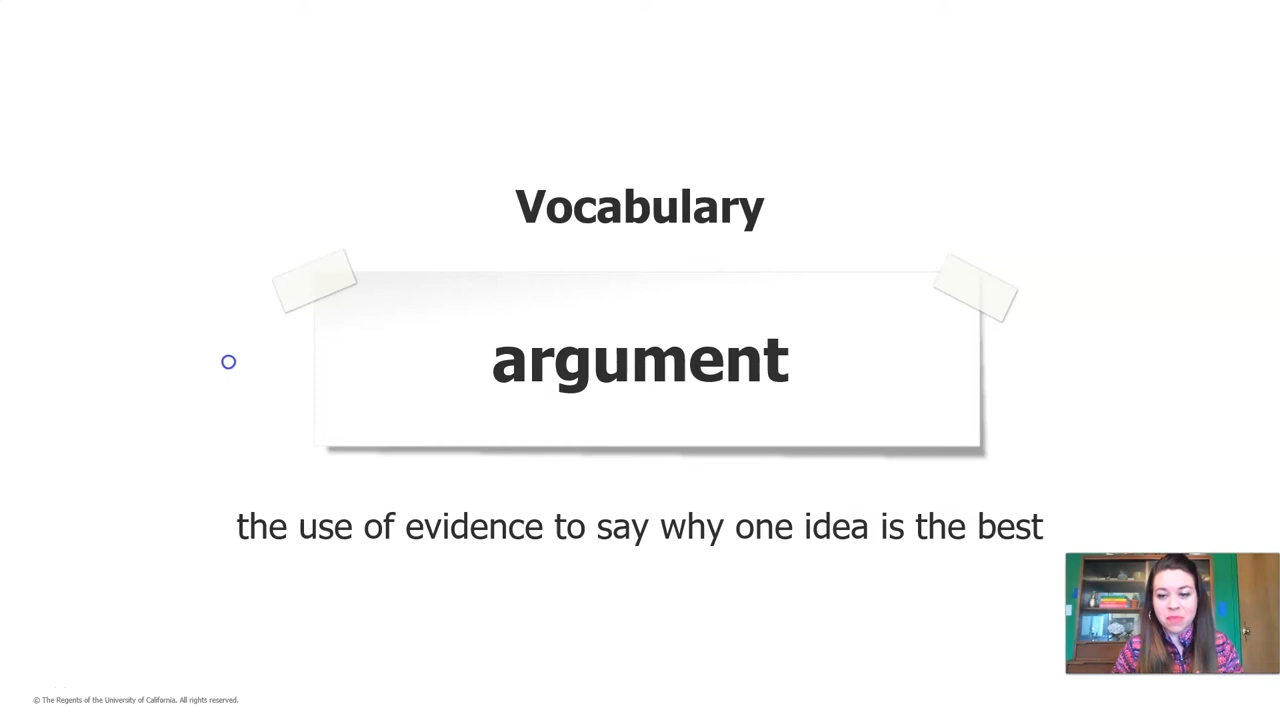 Vocabulary
argument
the use of evidence to say why one idea is the best
© The Regents of the University of California. All rights reserved.